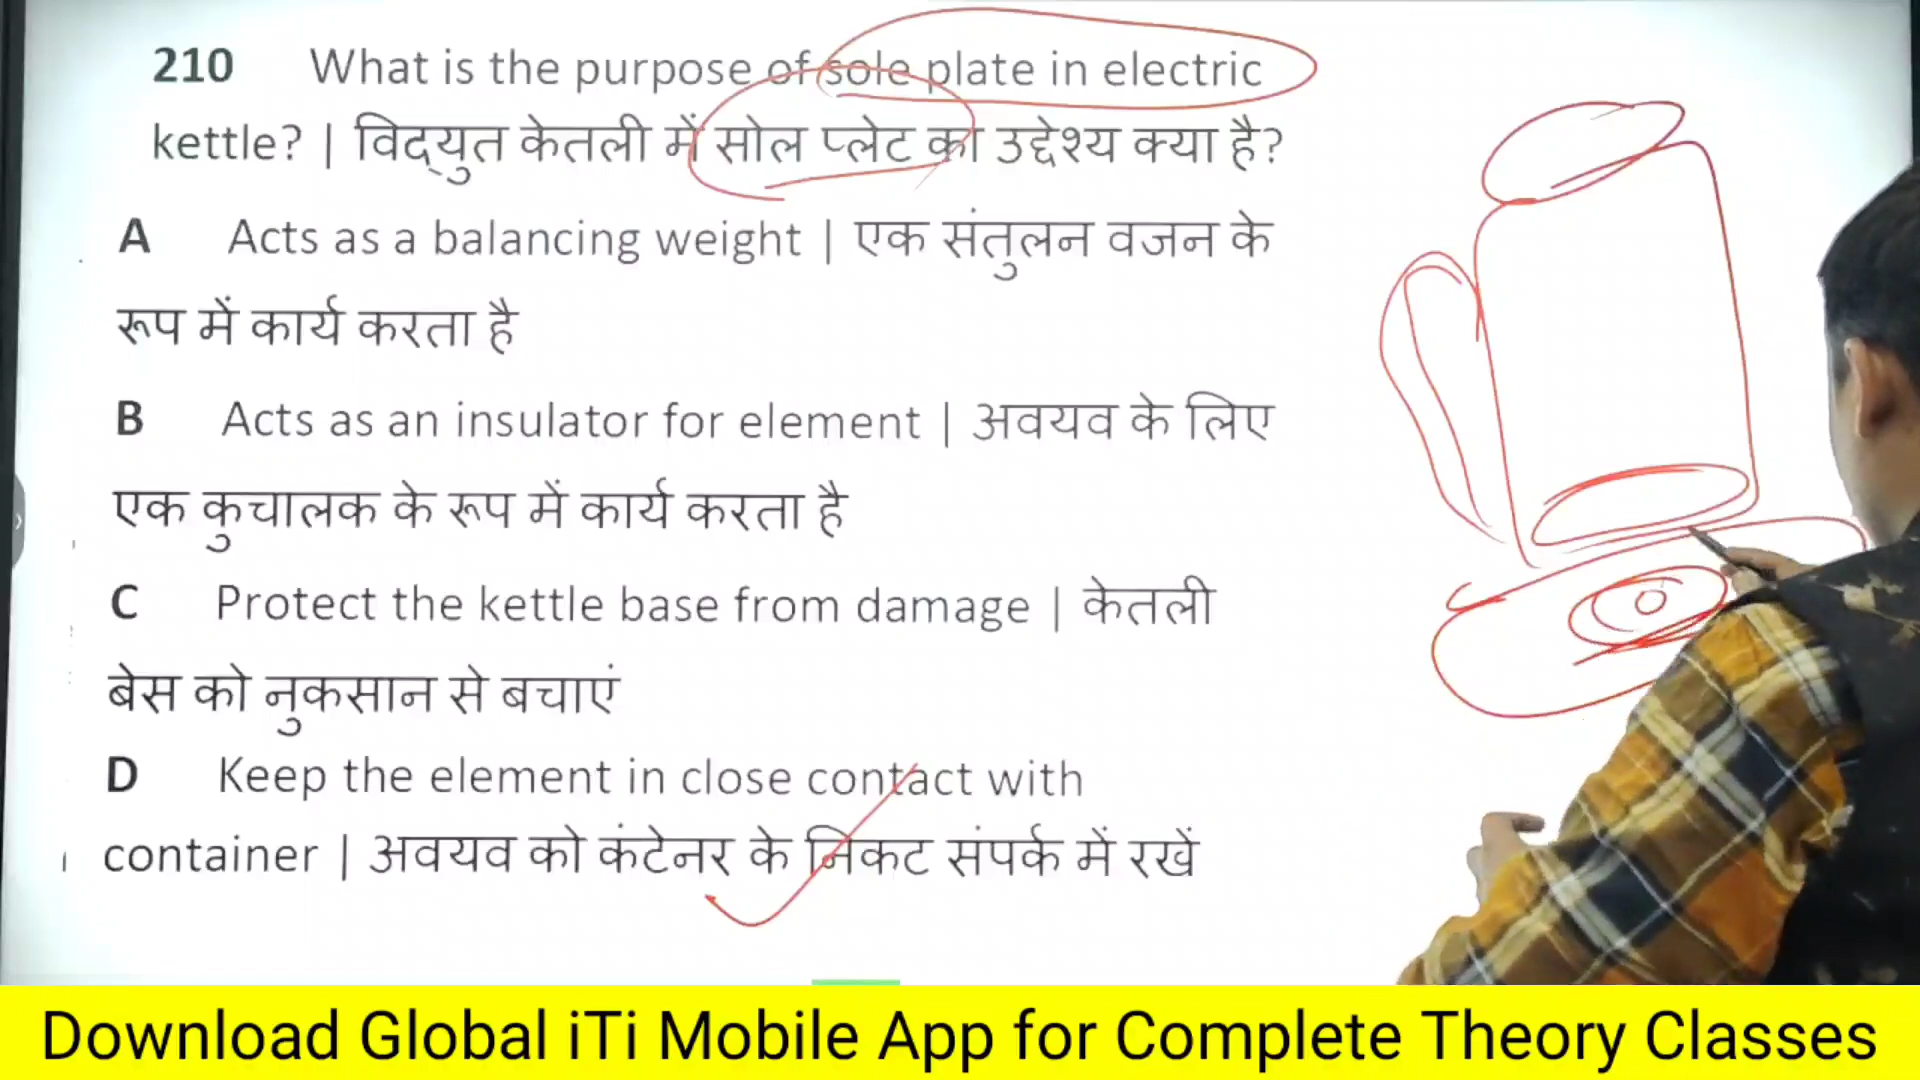 210 What is the purpose of sole plate in electric
kettle? | विद्युत केतली में सोल प्लेट का उद्देश्य क्या है?
A Acts as a balancing weight | एक संतुलन वजन के
रूप में कार्य करता है
B Acts as an insulator for element | अवयव के लिए
एक कुचालक के रूप में कार्य करता है
C Protect the kettle base from damage | केतली
बेस को नुकसान से बचाएं
D Keep the element in close contact with
container | अवयव को कंटेनर के निकट संपर्क में रखें
Download Global iTi Mobile App for Complete Theory Classes